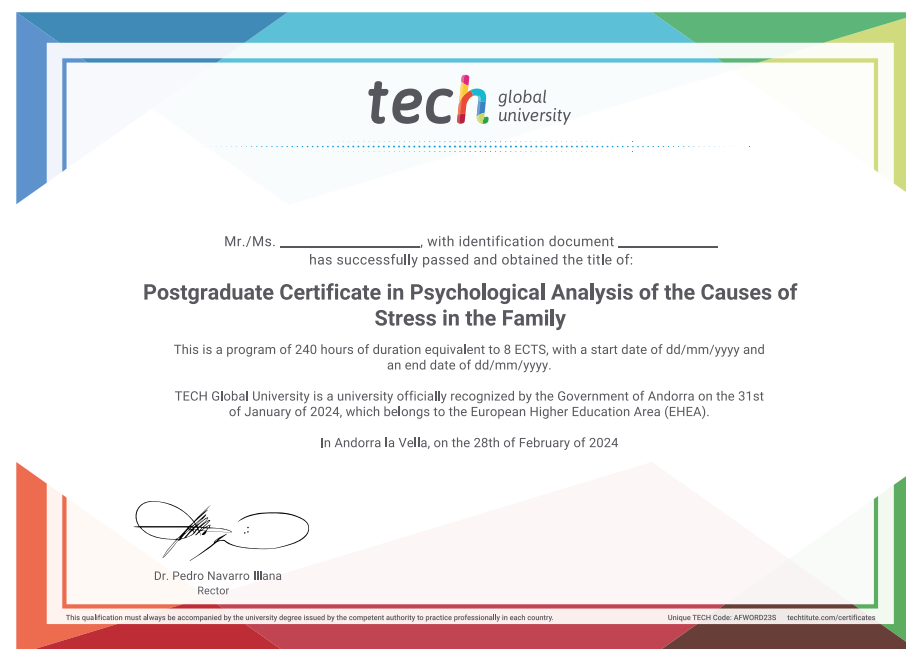 tech global university
Mr./Ms. ____________________, with identification document ______________
has successfully passed and obtained the title of:
Postgraduate Certificate in Psychological Analysis of the Causes of
Stress in the Family
This is a program of 240 hours of duration equivalent to 8 ECTS, with a start date of dd/mm/yyyy and
an end date of dd/mm/yyyy.
TECH Global University is a university officially recognized by the Government of Andorra on the 31st
of January of 2024, which belongs to the European Higher Education Area (EHEA).
In Andorra la Vella, on the 28th of February of 2024
Dr. Pedro Navarro Illana
Rector
This qualification must always be accompanied by the university degree issued by the competent authority to practice professionally in each country.
Unique TECH Code: AFWORD23S techtitute.com/certificates